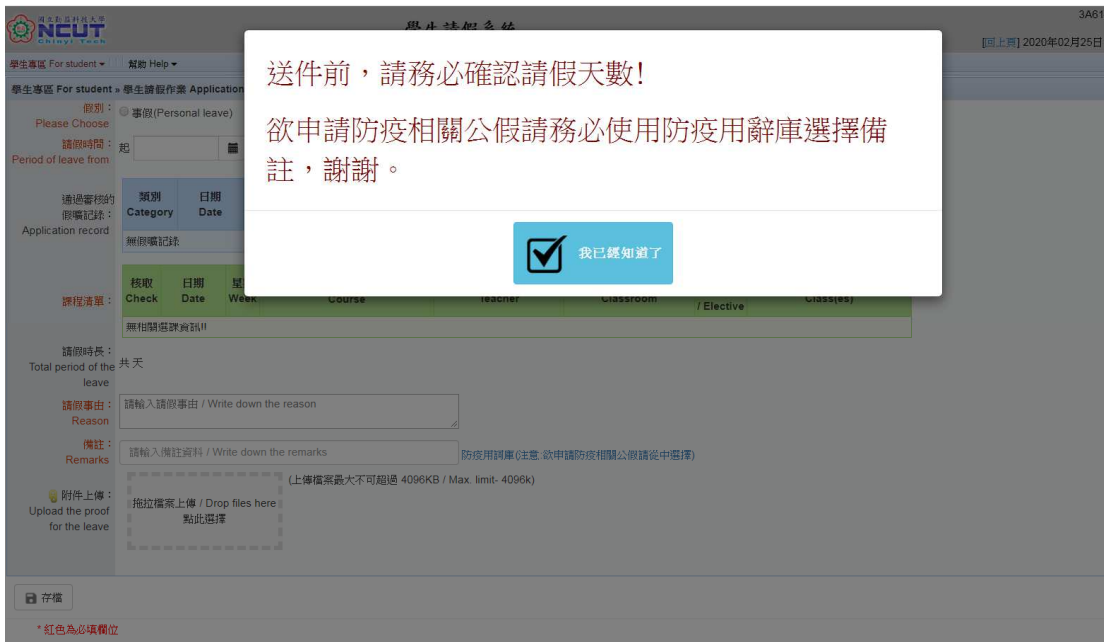 國立勤益科技大學
NCUT
Chinyi Tech
學生請假系統
3A61
[回上頁] 2020年02月25日
學生專區 For student
幫助 Help
學生專區 For student » 學生請假作業 Application
送件前,請務必確認請假天數!
欲申請防疫相關公假請務必使用防疫用辭庫選擇備
註,謝謝。
我已經知道了
假別:
Please Choose
事假(Personal leave)
請假時間:
Period of leave from
起
通過審核的
假曠記錄:
Application record
類別
Category
日期
Date
無假曠記錄
課程清單:
核取
Check
日期
Date
星
Week
Course
Teacher
Classroom
/ Elective
Class(es)
無相關選課資訊!!
請假時長:
Total period of the
leave
共 天
請假事由:
Reason
請輸入請假事由 / Write down the reason
備註:
Remarks
請輸入備註資料 / Write down the remarks
防疫用詞庫(注意:欲申請防疫相關公假請從中選擇)
附件上傳:
Upload the proof
for the leave
(上傳檔案最大不可超過 4096KB / Max. limit- 4096k)
拖拉檔案上傳 / Drop files here
點此選擇
存檔
*紅色為必填欄位